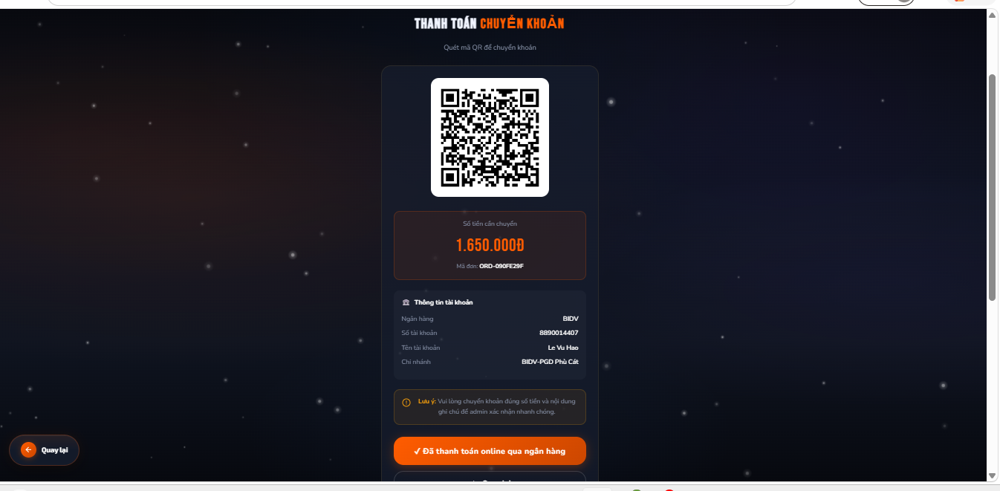 THANH TOÁN CHUYỂN KHOẢN
Quét mã QR để chuyển khoản
Số tiền cần chuyển
1.650.000Đ
Mã đơn: ORD-090FE29F
Thông tin tài khoản
Ngân hàng BIDV
Số tài khoản 8890014407
Tên tài khoản Le Vu Hao
Chi nhánh BIDV-PGD Phù Cát
Lưu ý: Vui lòng chuyển khoản đúng số tiền và nội dung
ghi chú để admin xác nhận nhanh chóng.
✓ Đã thanh toán online qua ngân hàng
Quay lại